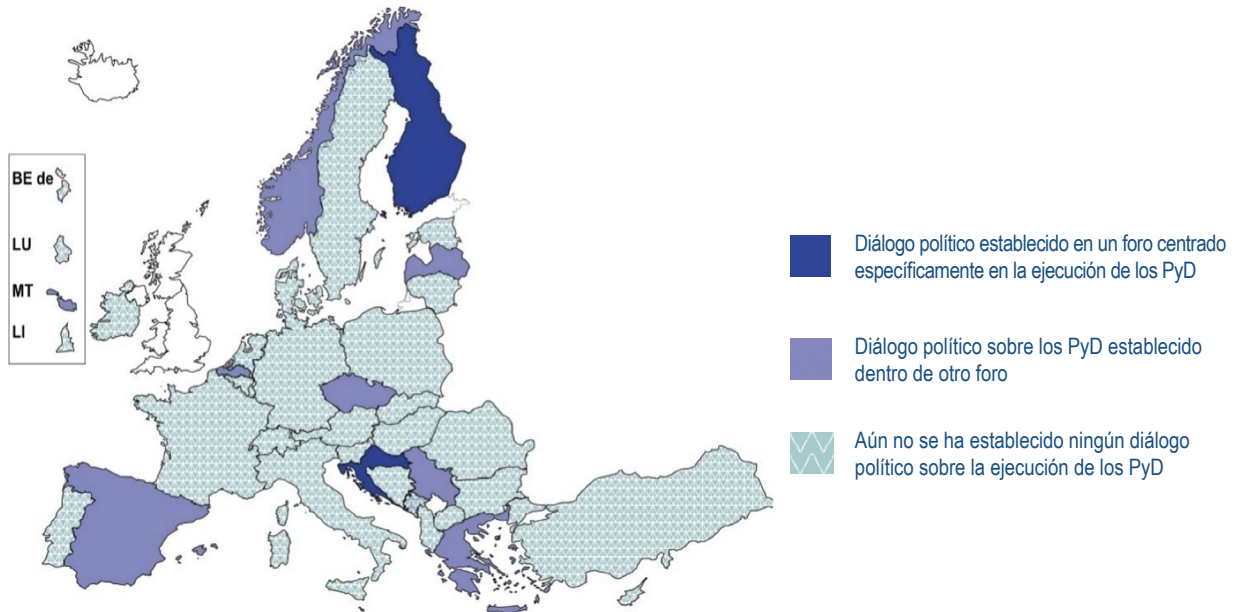 BE de
LU
MT
LI
Diálogo político establecido en un foro centrado
específicamente en la ejecución de los PyD
Diálogo político sobre los PyD establecido
dentro de otro foro
Aún no se ha establecido ningún diálogo
político sobre la ejecución de los PyD